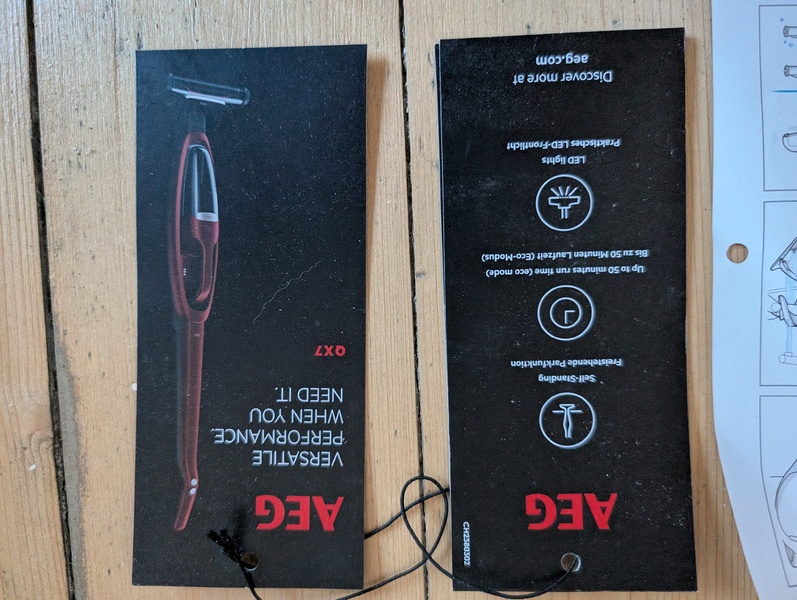 AEG
VERSATILE
PERFORMANCE.
WHEN YOU
NEED IT.
QX7
AEG
Self-Standing
Freistehende Parkfunktion
Up to 50 minutes run time (eco mode)
Bis zu 50 Minuten Laufzeit (Eco-Modus)
LED lights
Praktisches LED-Frontlicht
Discover more at
aeg.com
CH2380302